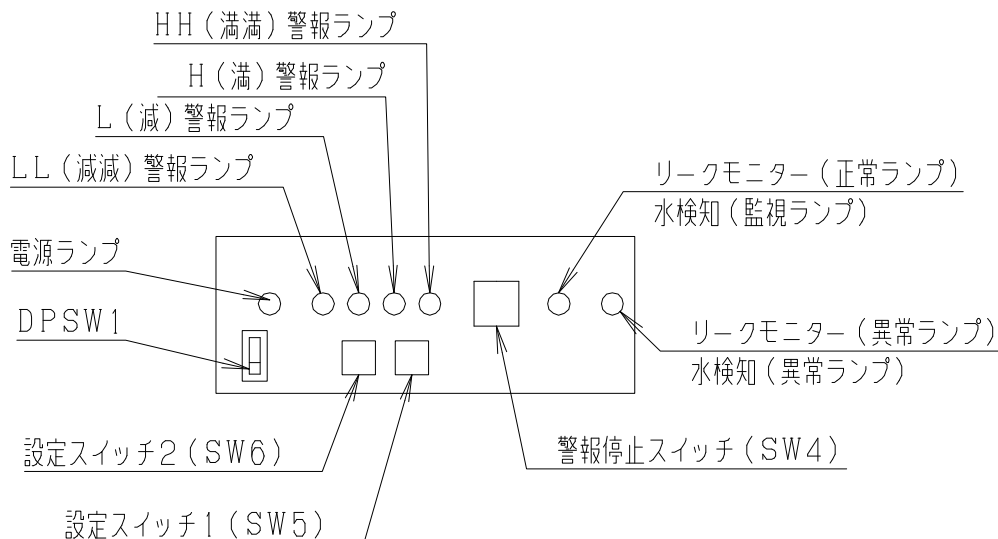 HH（満満）警報ランプ
H（満）警報ランプ
L（減）警報ランプ
LL（減減）警報ランプ
電源ランプ
DPSW1
設定スイッチ2（SW6）
設定スイッチ1（SW5）
リークモニター（正常ランプ）
水検知（監視ランプ）
リークモニター（異常ランプ）
水検知（異常ランプ）
警報停止スイッチ（SW4）